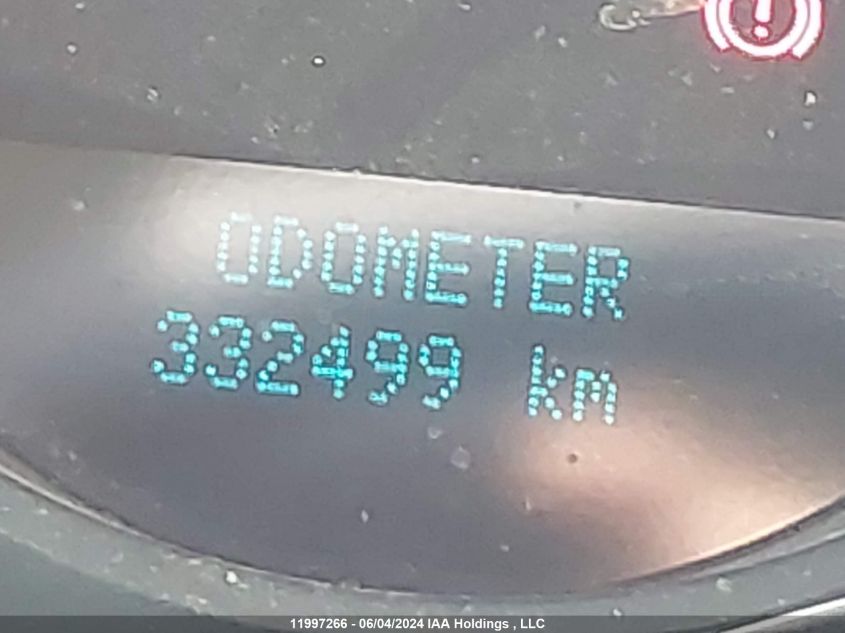 ODOMETER
332499 km
11997266 - 06/04/2024 IAA Holdings , LLC